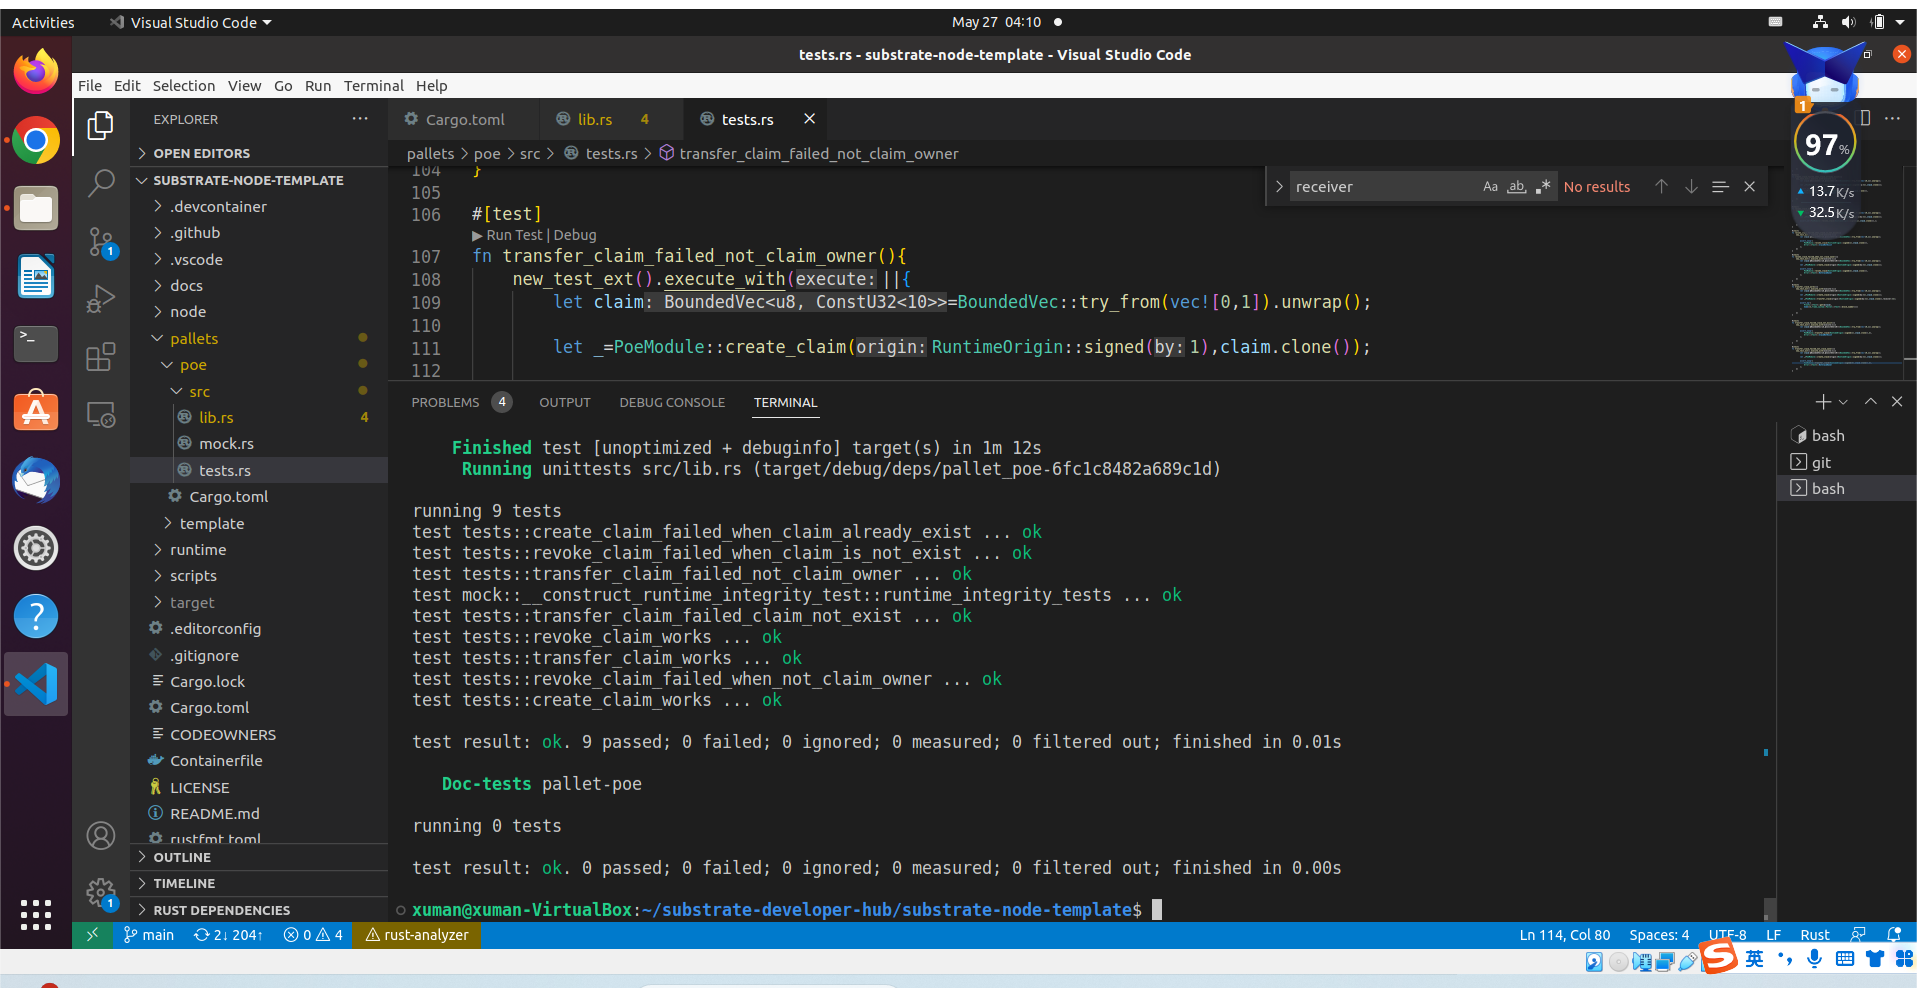 Activities
Visual Studio Code
May 27 04:10
tests.rs - substrate-node-template - Visual Studio Code
File Edit Selection View Go Run Terminal Help
EXPLORER
OPEN EDITORS
SUBSTRATE-NODE-TEMPLATE
.devcontainer
.github
.vscode
docs
node
pallets
poe
src
lib.rs 4
mock.rs
tests.rs
Cargo.toml
template
runtime
scripts
target
.editorconfig
.gitignore
Cargo.lock
Cargo.toml
CODEOWNERS
Containerfile
LICENSE
README.md
rustfmt.toml
OUTLINE
TIMELINE
RUST DEPENDENCIES
1
1
Cargo.toml
lib.rs 4
tests.rs
pallets > poe > src > tests.rs > transfer_claim_failed_not_claim_owner
receiver
Aa ab .*
No results
1
97%
13.7K/s
32.5K/s
104 }
105
106 #[test]
Run Test | Debug
107 fn transfer_claim_failed_not_claim_owner(){
108 new_test_ext().execute_with(execute: ||{
109 let claim: BoundedVec<u8, ConstU32<10>>=BoundedVec::try_from(vec![0,1]).unwrap();
110
111 let _=PoeModule::create_claim(origin: RuntimeOrigin::signed(by: 1),claim.clone());
112
PROBLEMS 4 OUTPUT DEBUG CONSOLE TERMINAL
Finished test [unoptimized + debuginfo] target(s) in 1m 12s
Running unittests src/lib.rs (target/debug/deps/pallet_poe-6fc1c8482a689c1d)
running 9 tests
test tests::create_claim_failed_when_claim_already_exist ... ok
test tests::revoke_claim_failed_when_claim_is_not_exist ... ok
test tests::transfer_claim_failed_not_claim_owner ... ok
test mock::__construct_runtime_integrity_test::runtime_integrity_tests ... ok
test tests::transfer_claim_failed_claim_not_exist ... ok
test tests::revoke_claim_works ... ok
test tests::transfer_claim_works ... ok
test tests::revoke_claim_failed_when_not_claim_owner ... ok
test tests::create_claim_works ... ok
test result: ok. 9 passed; 0 failed; 0 ignored; 0 measured; 0 filtered out; finished in 0.01s
Doc-tests pallet-poe
running 0 tests
test result: ok. 0 passed; 0 failed; 0 ignored; 0 measured; 0 filtered out; finished in 0.00s
xuman@xuman-VirtualBox:~/substrate-developer-hub/substrate-node-template$
bash
git
bash
main 2↓ 204↑ 0 4 rust-analyzer
Ln 114, Col 80 Spaces: 4 UTF-8 LF Rust
S 英